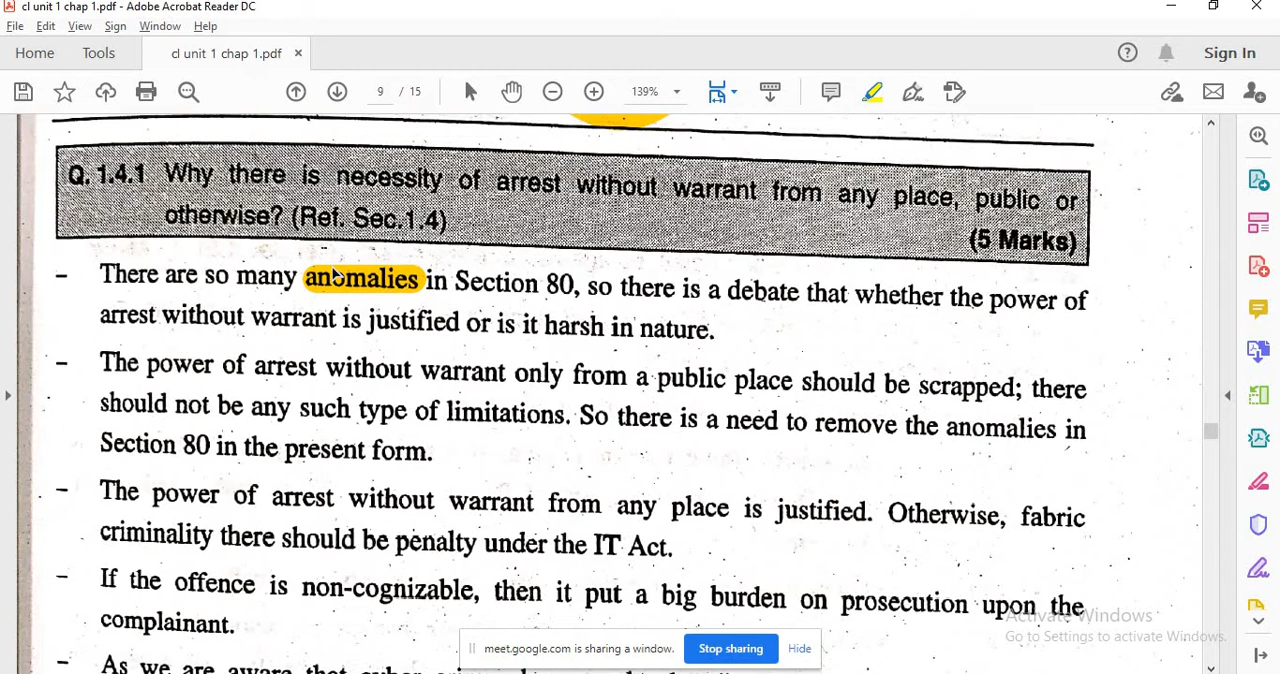 cl unit 1 chap 1.pdf - Adobe Acrobat Reader DC
File Edit View Sign Window Help
Home Tools cl unit 1 chap 1.pdf × Sign In
9 / 15 139%
Q. 1.4.1 Why there is necessity of arrest without warrant from any place, public or
otherwise? (Ref. Sec.1.4)
(5 Marks)
– There are so many anomalies in Section 80, so there is a debate that whether the power of
arrest without warrant is justified or is it harsh in nature.
– The power of arrest without warrant only from a public place should be scrapped; there
should not be any such type of limitations. So there is a need to remove the anomalies in
Section 80 in the present form.
– The power of arrest without warrant from any place is justified. Otherwise, fabric
criminality there should be penalty under the IT Act.
– If the offence is non-cognizable, then it put a big burden on prosecution upon the
complainant.
Activate Windows
Go to Settings to activate Windows.
meet.google.com is sharing a window. Stop sharing Hide
– As we are aware that cyber